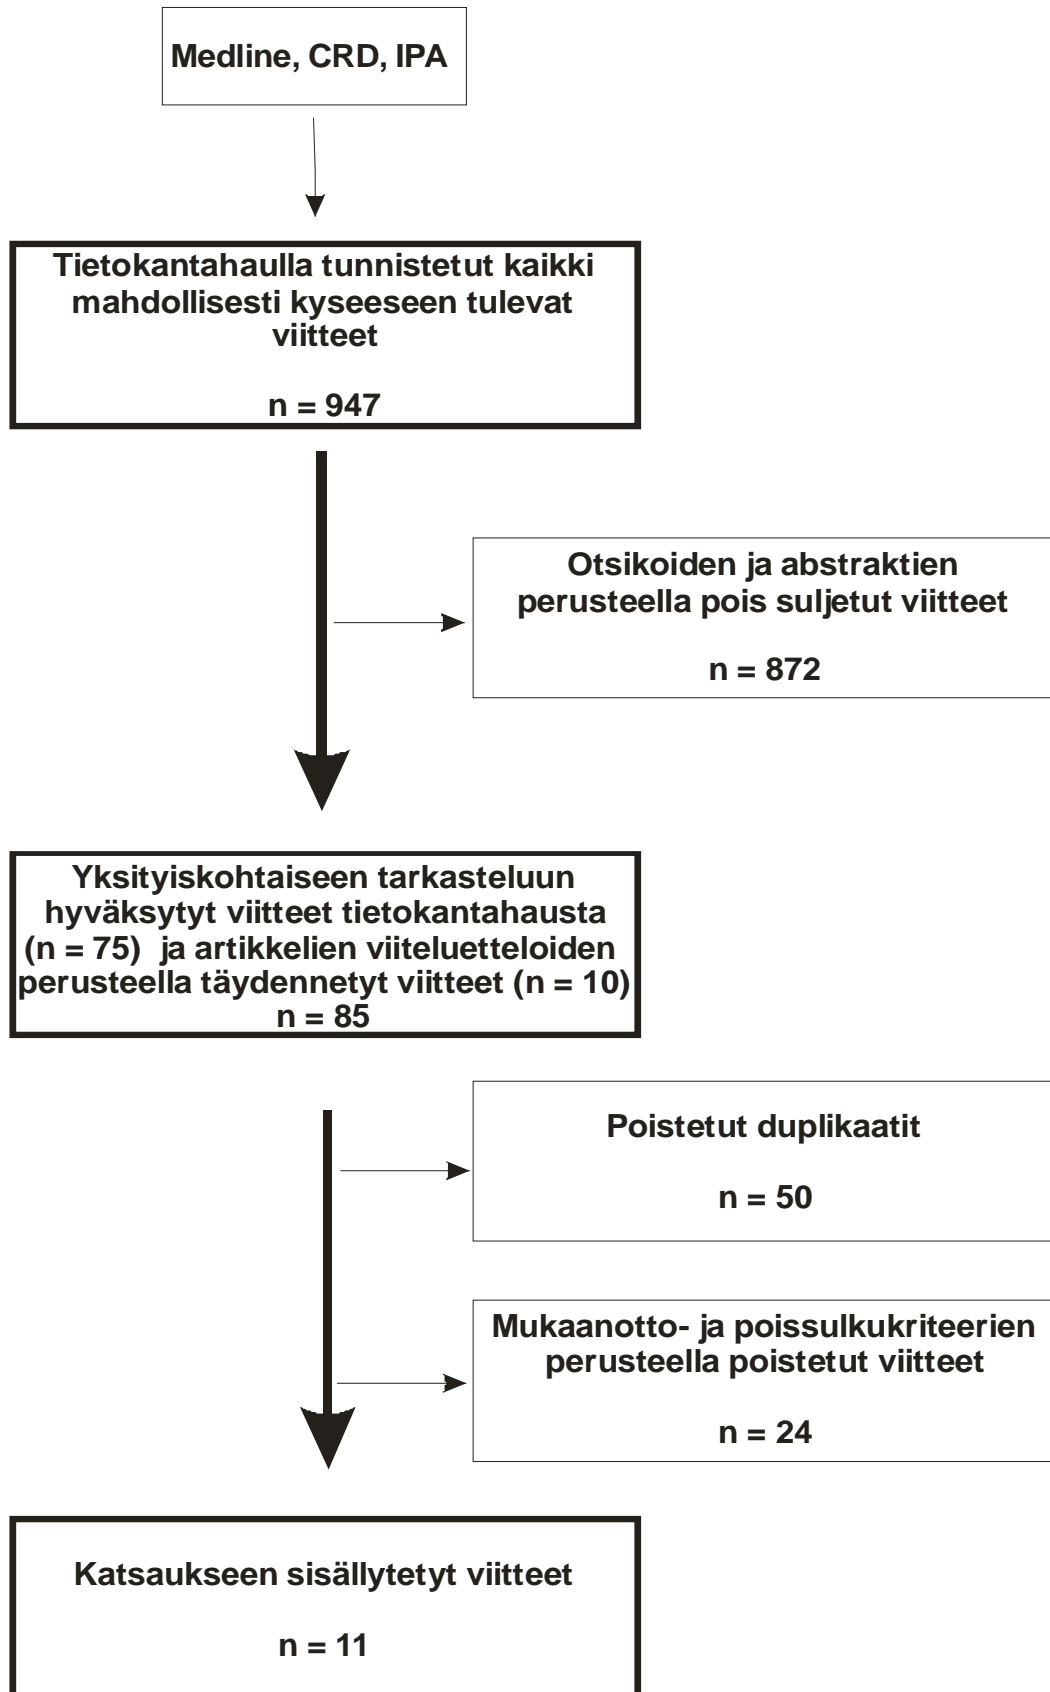 Medline, CRD, IPA
Tietokantahaulla tunnistetut kaikki
mahdollisesti kyseeseen tulevat
viitteet
n = 947
Otsikoiden ja abstraktien
perusteella pois suljetut viitteet
n = 872
Yksityiskohtaiseen tarkasteluun
hyväksytyt viitteet tietokantahausta
(n = 75) ja artikkelien viiteluetteloiden
perusteella täydennetyt viitteet (n = 10)
n = 85
Poistetut duplikaatit
n = 50
Mukaanotto- ja poissulkukriteerien
perusteella poistetut viitteet
n = 24
Katsaukseen sisällytetyt viitteet
n = 11